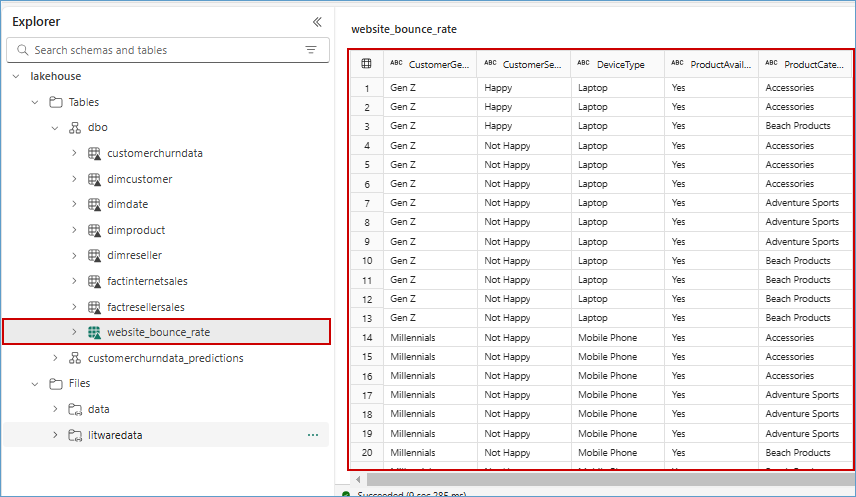 Explorer
Search schemas and tables
lakehouse
Tables
dbo
customerchurndata
dimcustomer
dimdate
dimproduct
dimreseller
factinternetsales
factresellersales
website_bounce_rate
customerchurndata_predictions
Files
data
litwaredata
website_bounce_rate
ABC CustomerGe... ABC CustomerSe... ABC DeviceType ABC ProductAvail... ABC ProductCate...
1 Gen Z Happy Laptop Yes Accessories
2 Gen Z Happy Laptop Yes Accessories
3 Gen Z Happy Laptop Yes Beach Products
4 Gen Z Not Happy Laptop Yes Accessories
5 Gen Z Not Happy Laptop Yes Accessories
6 Gen Z Not Happy Laptop Yes Accessories
7 Gen Z Not Happy Laptop Yes Adventure Sports
8 Gen Z Not Happy Laptop Yes Adventure Sports
9 Gen Z Not Happy Laptop Yes Adventure Sports
10 Gen Z Not Happy Laptop Yes Beach Products
11 Gen Z Not Happy Laptop Yes Beach Products
12 Gen Z Not Happy Laptop Yes Beach Products
13 Gen Z Not Happy Laptop Yes Beach Products
14 Millennials Not Happy Mobile Phone Yes Accessories
15 Millennials Not Happy Mobile Phone Yes Accessories
16 Millennials Not Happy Mobile Phone Yes Accessories
17 Millennials Not Happy Mobile Phone Yes Adventure Sports
18 Millennials Not Happy Mobile Phone Yes Adventure Sports
19 Millennials Not Happy Mobile Phone Yes Adventure Sports
20 Millennials Not Happy Mobile Phone Yes Beach Products
Succeeded (9 sec 285 ms)